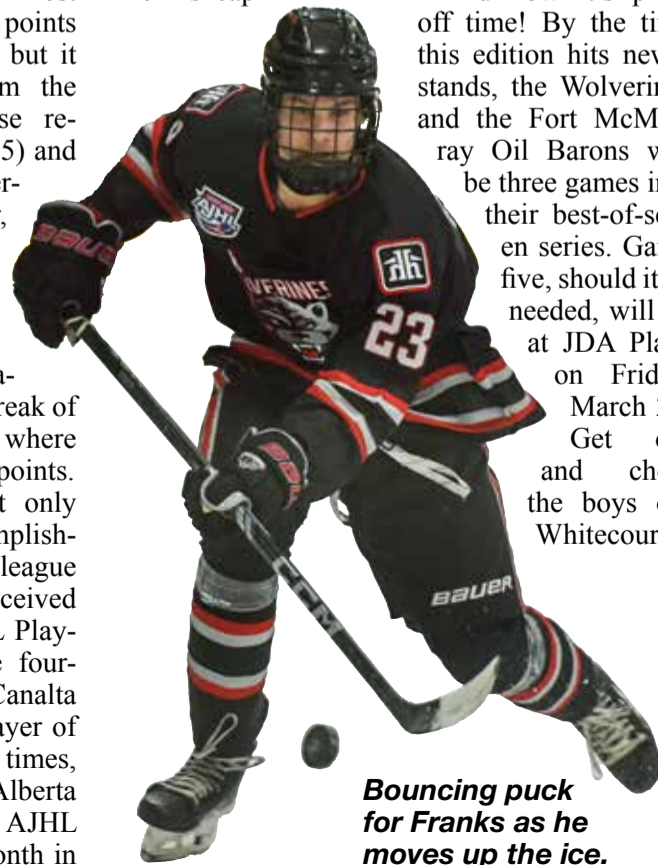 points
but it
m the
se re-
5) and
er-
,
a-
reak of
where
points.
t only
mplish-
league
ceived
L Play-
e four-
Canalta
ayer of
times,
Alberta
AJHL
onth in
off time! By the ti
this edition hits new
stands, the Wolverin
and the Fort McM
ray Oil Barons w
be three games i
their best-of-se
en series. Ga
five, should it
needed, will
at JDA Pla
on Frid
March
Get
and che
the boys
Whitecour
BAUER
AJHL
VERINES
23
CCM
BAUER
Bouncing puck
for Franks as he
moves up the ice.